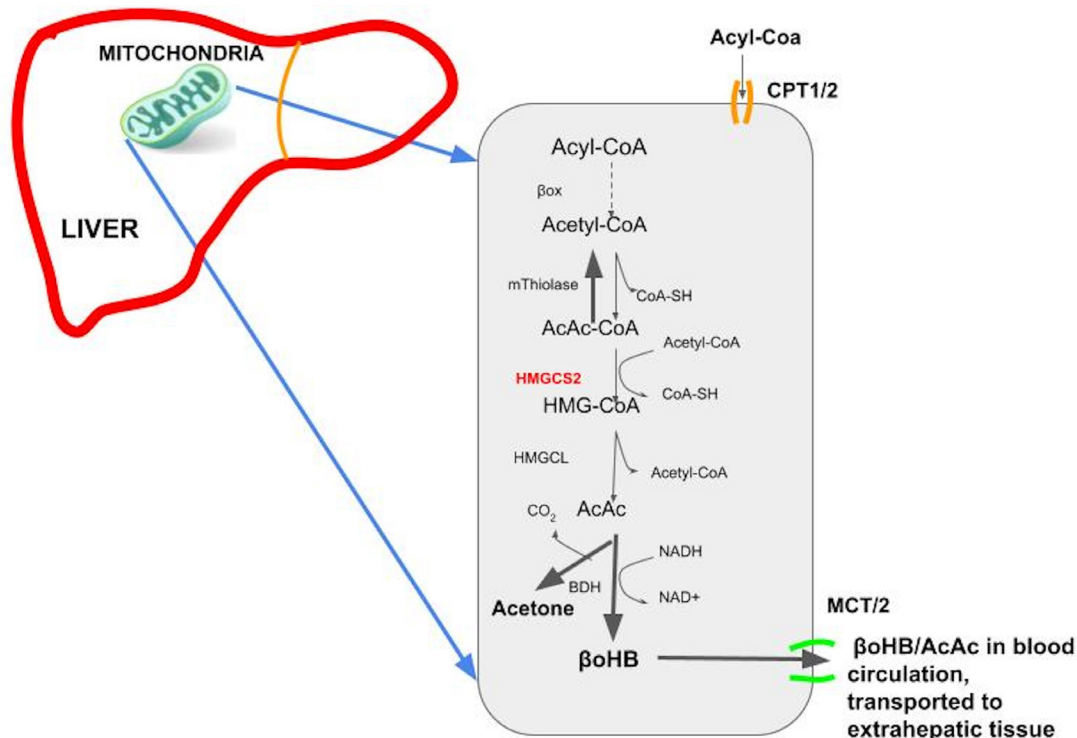 MITOCHONDRIA
LIVER
Acyl-Coa
CPT1/2
Acyl-CoA
βox
Acetyl-CoA
mThiolase
CoA-SH
AcAc-CoA
Acetyl-CoA
HMGCS2
CoA-SH
HMG-CoA
HMGCL
Acetyl-CoA
AcAc
CO2
NADH
BDH
Acetone
NAD+
βoHB
MCT/2
βoHB/AcAc in blood
circulation,
transported to
extrahepatic tissue